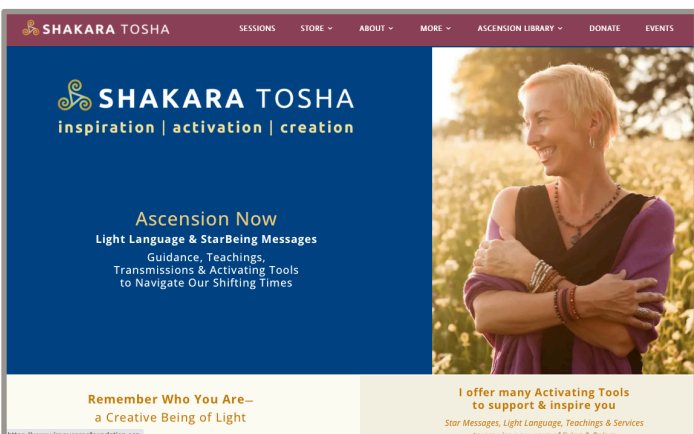 SHAKARA TOSHA
SESSIONS STORE ABOUT MORE ASCENSION LIBRARY DONATE EVENTS
SHAKARA TOSHA
inspiration | activation | creation
Ascension Now
Light Language & StarBeing Messages
Guidance, Teachings,
Transmissions & Activating Tools
to Navigate Our Shifting Times
Remember Who You Are—
a Creative Being of Light
I offer many Activating Tools
to support & inspire you
Star Messages, Light Language, Teachings & Services